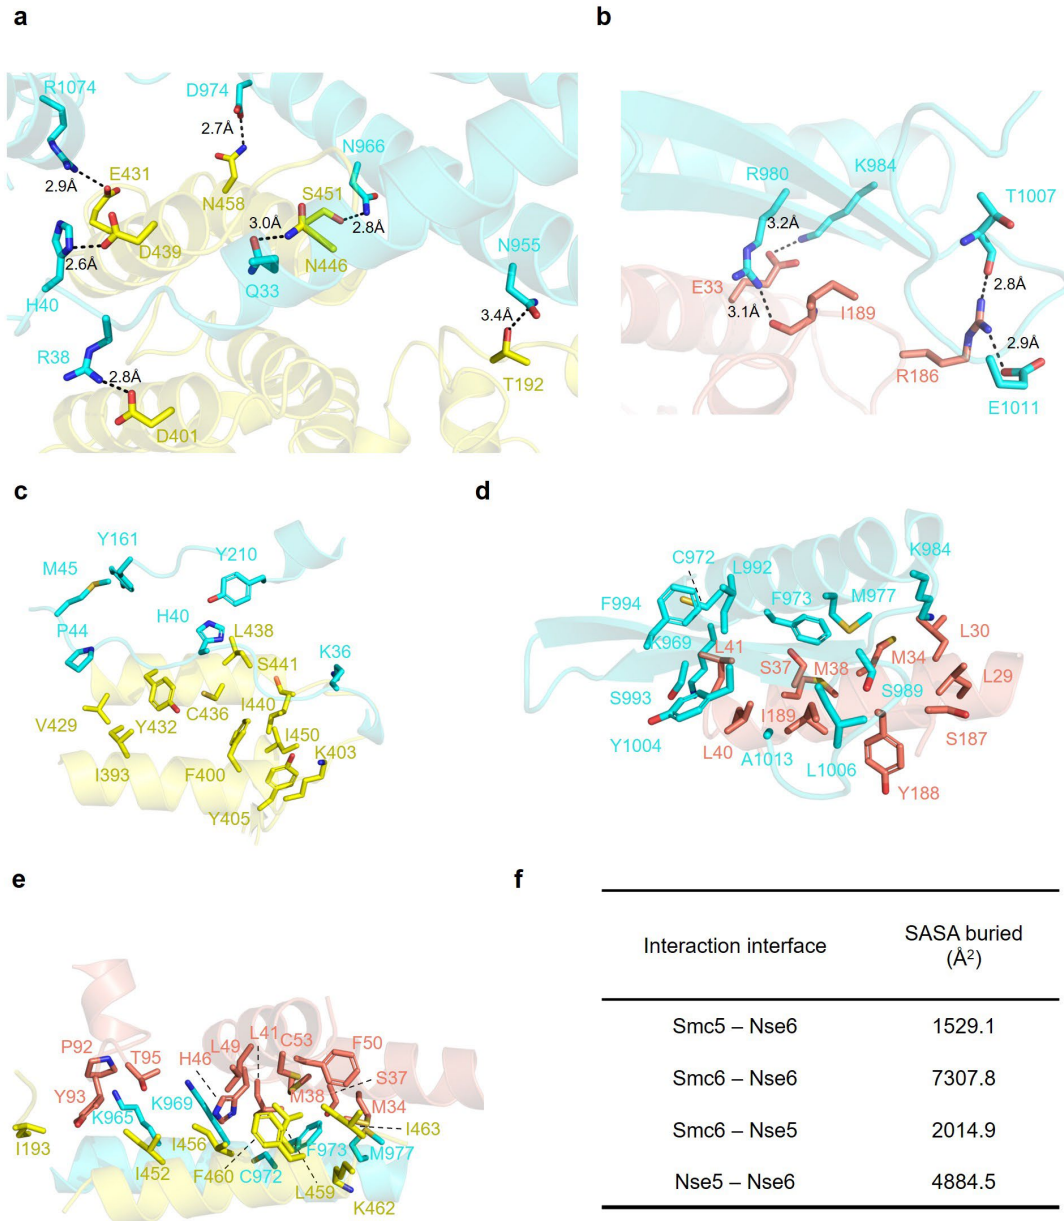 a
R1074
D974
2.7Å
N966
E431
2.9Å
S451
N458
3.0Å
2.8Å
D439
N446
N955
2.6Å
Q33
H40
3.4Å
R38
2.8Å
T192
D401
b
R980
K984
T1007
3.2Å
E33
2.8Å
3.1Å
I189
2.9Å
R186
E1011
c
Y161
Y210
M45
H40
P44
L438
S441
K36
V429
Y432
C436
I440
I450
I393
F400
K403
Y405
d
C972
L992
K984
F994
F973
M977
K969
L41
L30
S37
M38
M34
L29
S993
S989
Y1004
I189
S187
L40
A1013
L1006
Y188
e
L41
C53
F50
P92
T95
H46
L49
S37
Y93
M38
K965
K969
M34
I193
I456
F973
I463
I452
F460
C972
M977
L459
K462
f
Interaction interface SASA buried
(Å²)
Smc5 – Nse6 1529.1
Smc6 – Nse6 7307.8
Smc6 – Nse5 2014.9
Nse5 – Nse6 4884.5